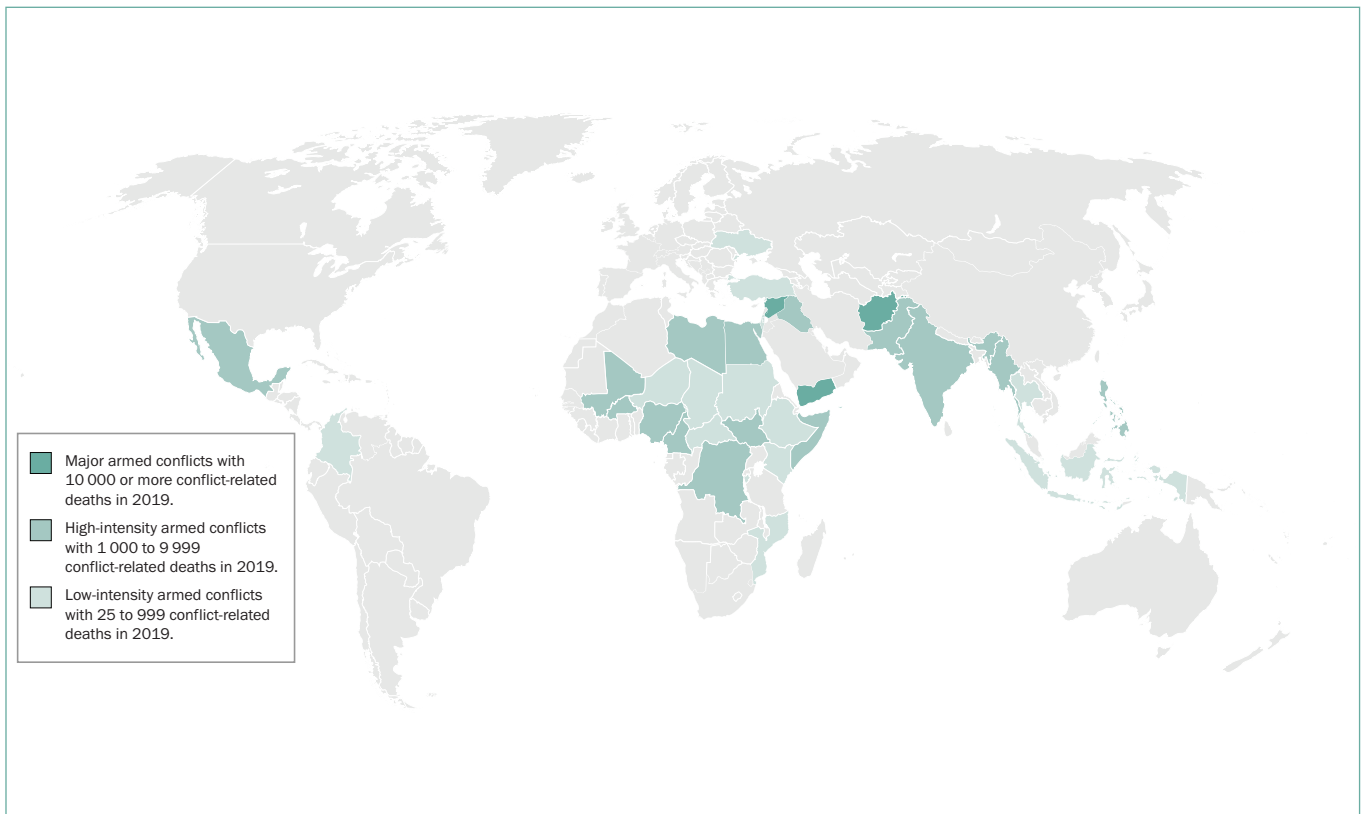 Major armed conflicts with
10 000 or more conflict-related
deaths in 2019.
High-intensity armed conflicts
with 1 000 to 9 999
conflict-related deaths in 2019.
Low-intensity armed conflicts
with 25 to 999 conflict-related
deaths in 2019.